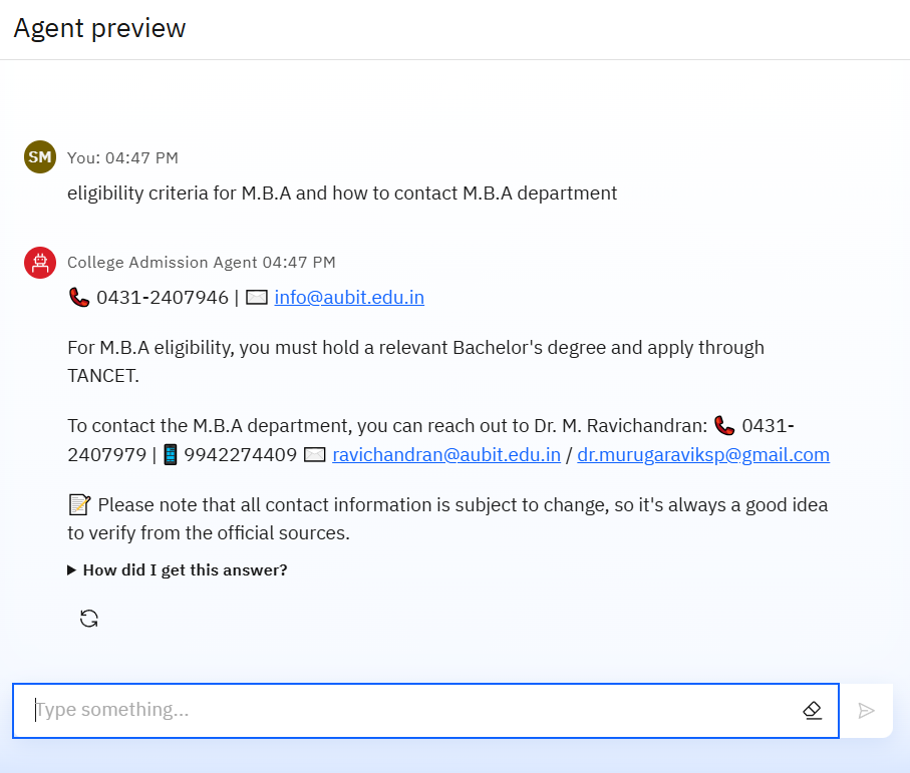 Agent preview
SM You: 04:47 PM
eligibility criteria for M.B.A and how to contact M.B.A department
College Admission Agent 04:47 PM
📞 0431-2407946 | ✉️ info@aubit.edu.in
For M.B.A eligibility, you must hold a relevant Bachelor's degree and apply through
TANCET.
To contact the M.B.A department, you can reach out to Dr. M. Ravichandran: 📞 0431-
2407979 | 📱 9942274409 ✉️ ravichandran@aubit.edu.in / dr.murugaraviksp@gmail.com
📝 Please note that all contact information is subject to change, so it's always a good idea
to verify from the official sources.
▶ How did I get this answer?
Type something...